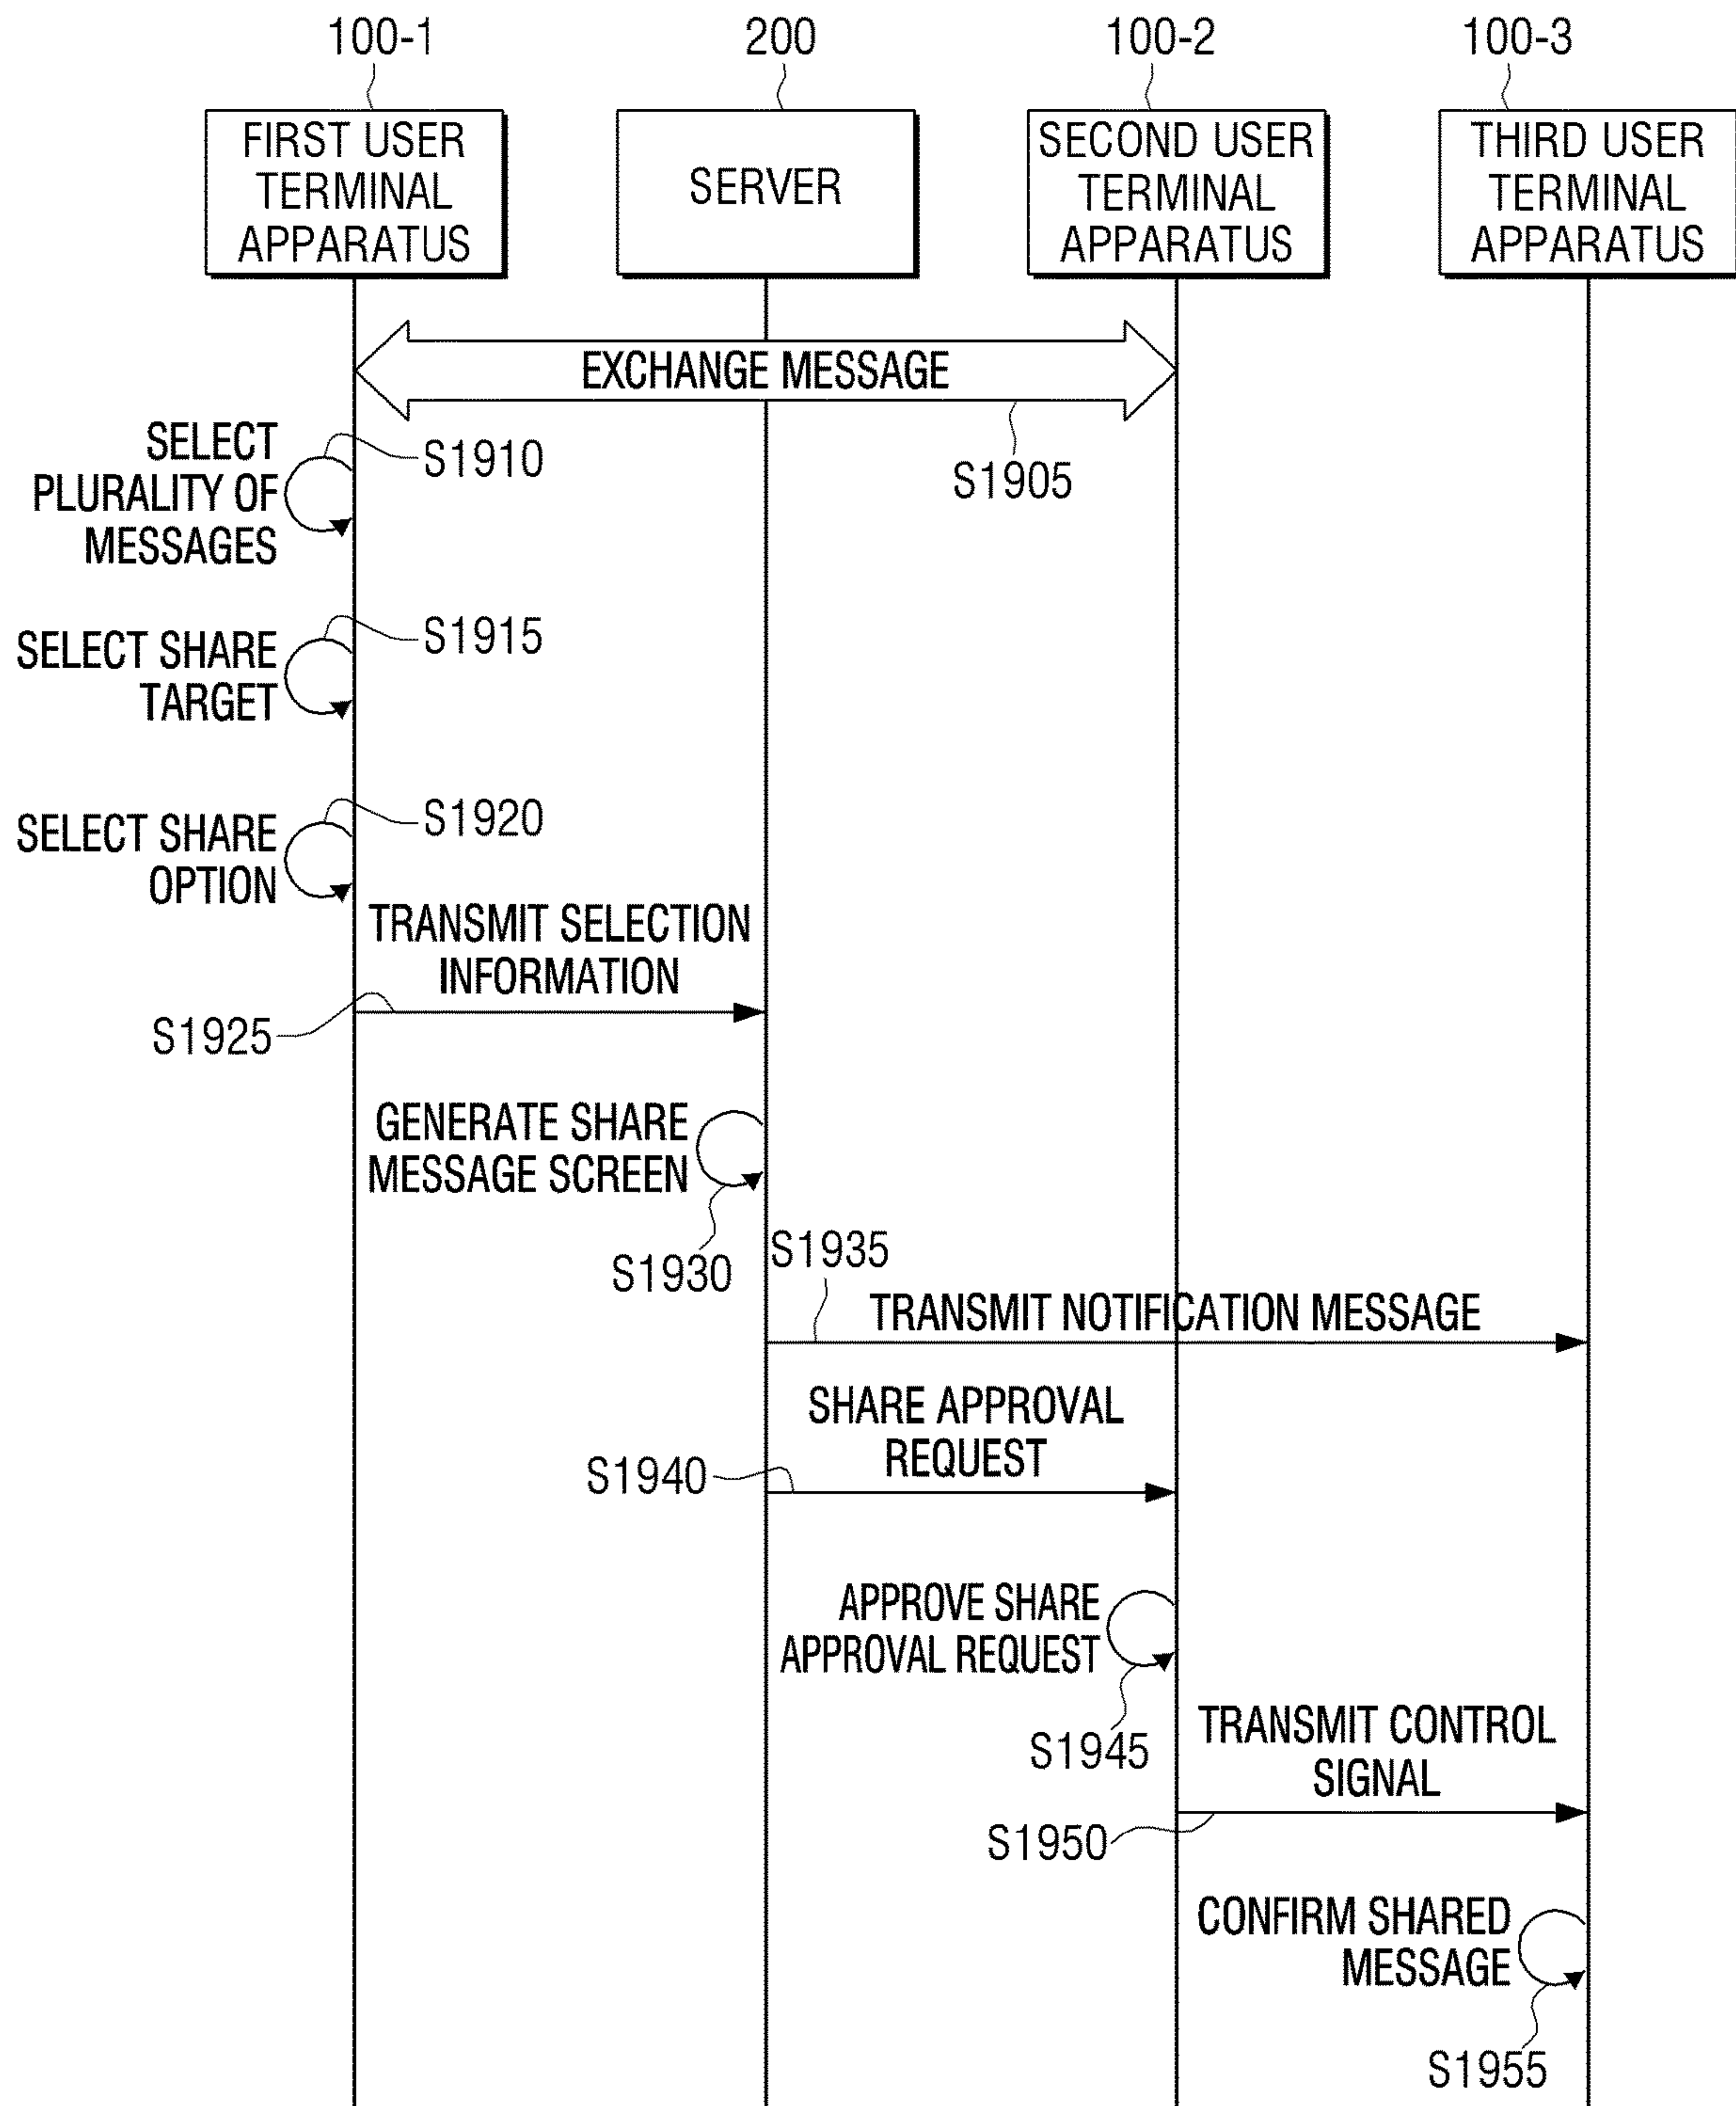 100-1
200
100-2
100-3
FIRST USER
TERMINAL
APPARATUS
SERVER
SECOND USER
TERMINAL
APPARATUS
THIRD USER
TERMINAL
APPARATUS
EXCHANGE MESSAGE
S1905
SELECT
PLURALITY OF
MESSAGES
S1910
SELECT SHARE
TARGET
S1915
SELECT SHARE
OPTION
S1920
TRANSMIT SELECTION
INFORMATION
S1925
GENERATE SHARE
MESSAGE SCREEN
S1930
S1935
TRANSMIT NOTIFICATION MESSAGE
SHARE APPROVAL
REQUEST
S1940
APPROVE SHARE
APPROVAL REQUEST
S1945
TRANSMIT CONTROL
SIGNAL
S1950
CONFIRM SHARED
MESSAGE
S1955